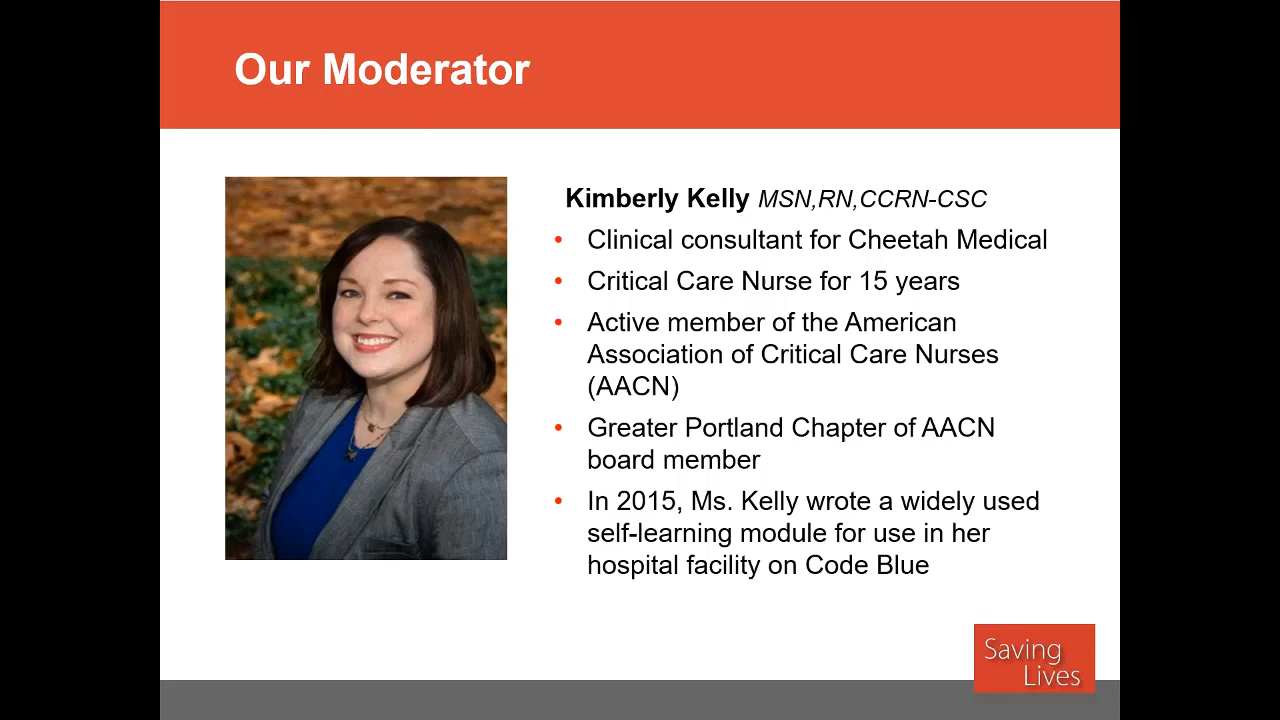 Our Moderator
Kimberly Kelly MSN,RN,CCRN-CSC
• Clinical consultant for Cheetah Medical
• Critical Care Nurse for 15 years
• Active member of the American
Association of Critical Care Nurses
(AACN)
• Greater Portland Chapter of AACN
board member
• In 2015, Ms. Kelly wrote a widely used
self-learning module for use in her
hospital facility on Code Blue
Saving
Lives